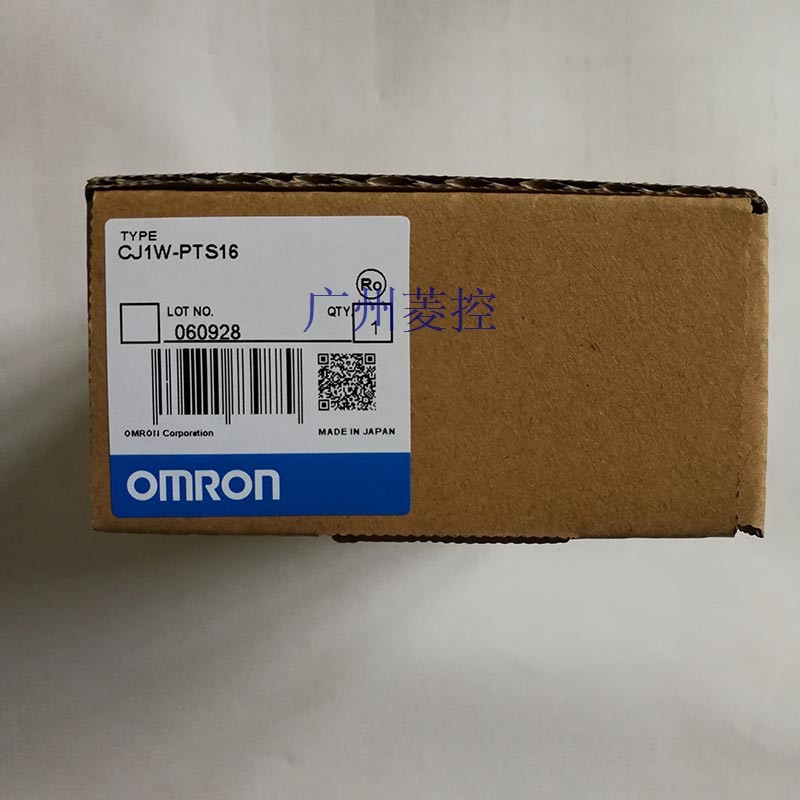 TYPE
CJ1W-PTS16
Ro
LOT NO. QTY.
060928 1
广州菱控
OMRON Corporation MADE IN JAPAN
OMRON